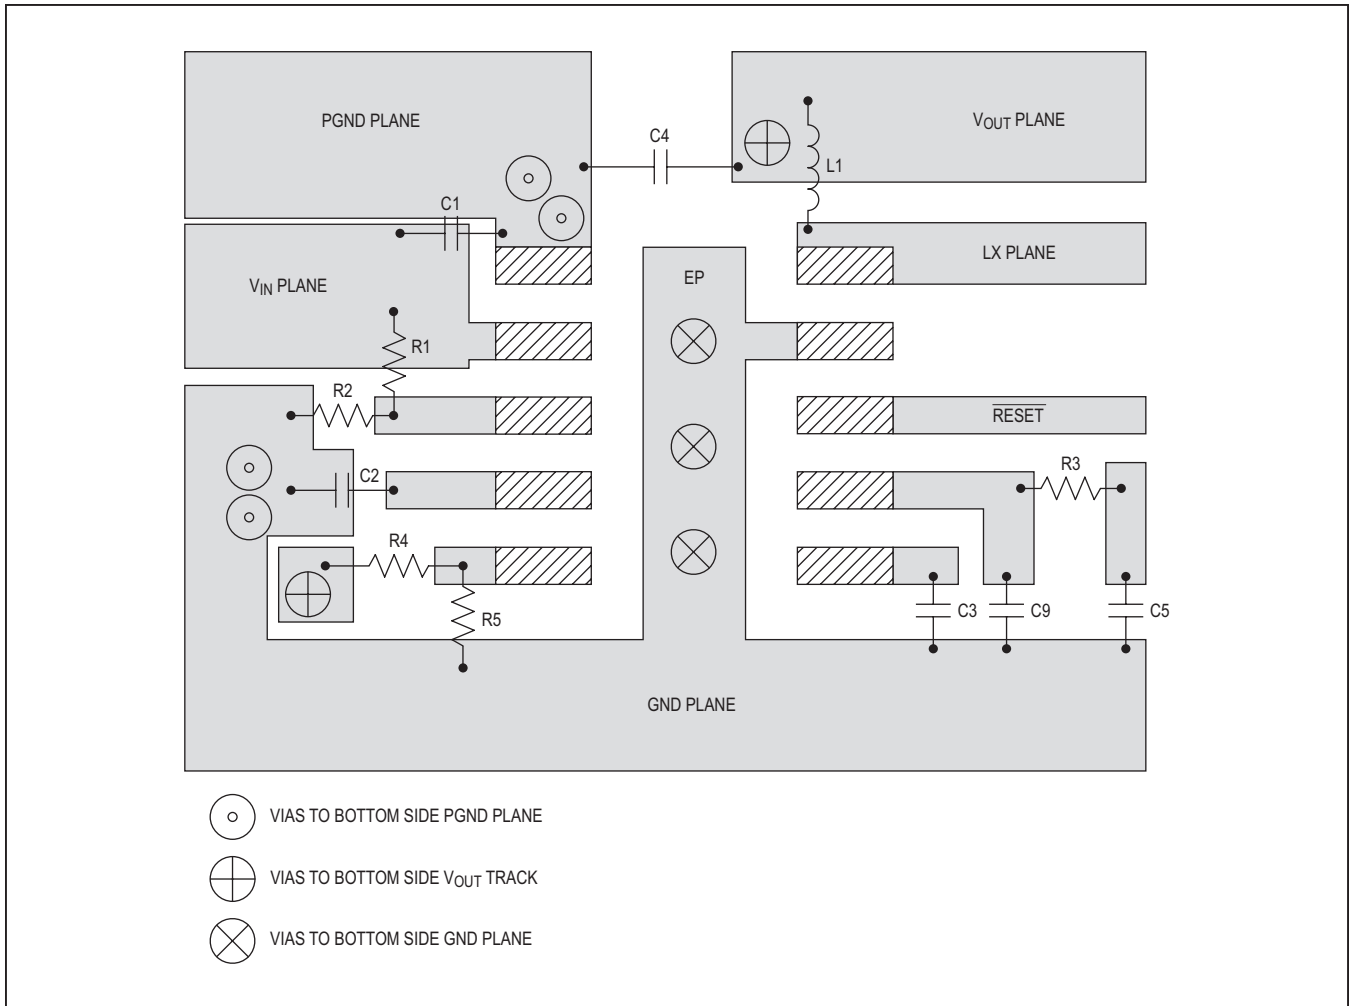 PGND PLANE
C4
VOUT PLANE
L1
C1
LX PLANE
EP
VIN PLANE
R1
R2
RESET
R3
C2
R4
R5
C3
C9
C5
GND PLANE
VIAS TO BOTTOM SIDE PGND PLANE
VIAS TO BOTTOM SIDE VOUT TRACK
VIAS TO BOTTOM SIDE GND PLANE